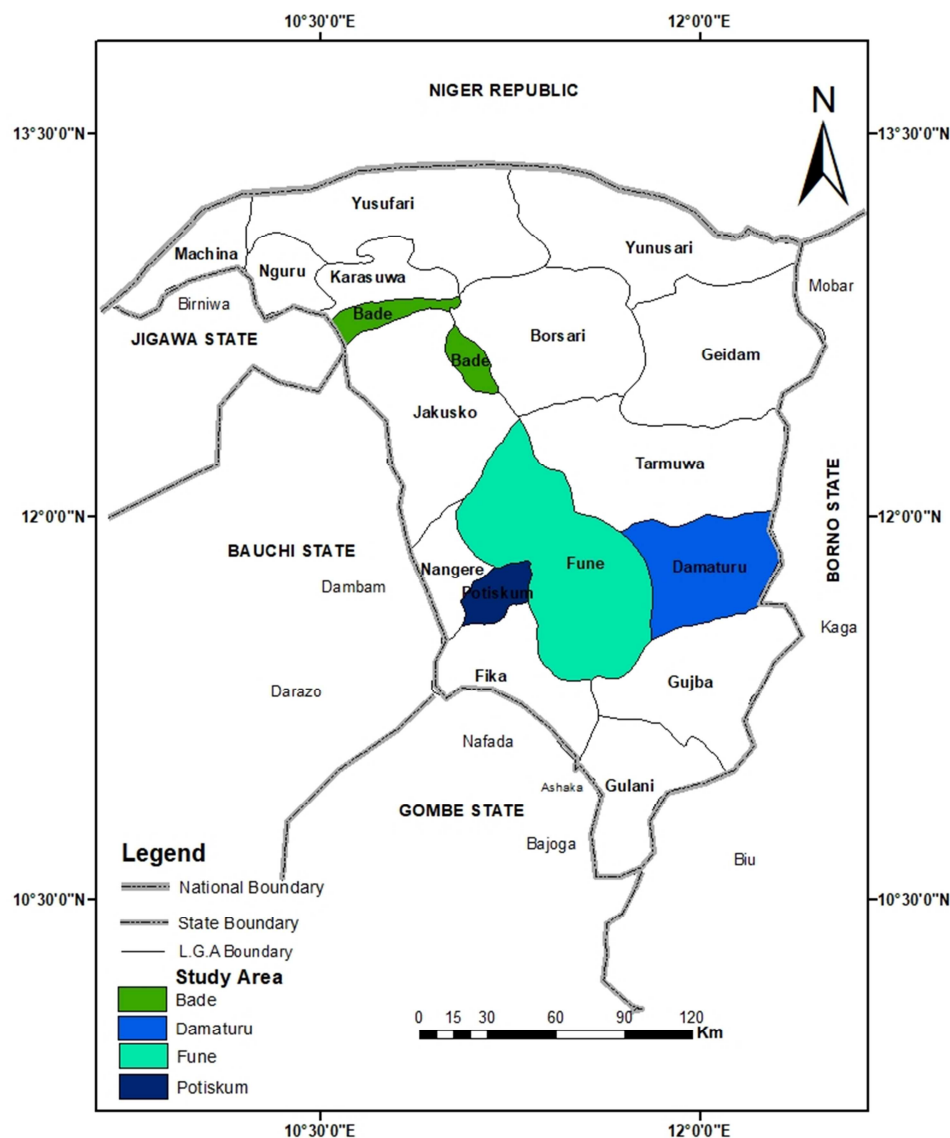 10°30'0"E
12°0'0"E
NIGER REPUBLIC
N
13°30'0"N
13°30'0"N
Yusufari
Yunusari
Machina
Nguru
Karasuwa
Mobar
Birniwa
Bade
JIGAWA STATE
Borsari
Geidam
Bade
Jakusko
Tarmuwa
BORNO STATE
12°0'0"N
12°0'0"N
BAUCHI STATE
Fune
Damaturu
Nangere
Dambam
Potiskum
Kaga
Fika
Gujba
Darazo
Nafada
Ashaka
Gulani
GOMBE STATE
Bajoga
Biu
Legend
National Boundary
10°30'0"N
10°30'0"N
State Boundary
L.G.A Boundary
Study Area
Bade
Damaturu
Fune
Potiskum
0 15 30 60 90 120
Km
10°30'0"E
12°0'0"E